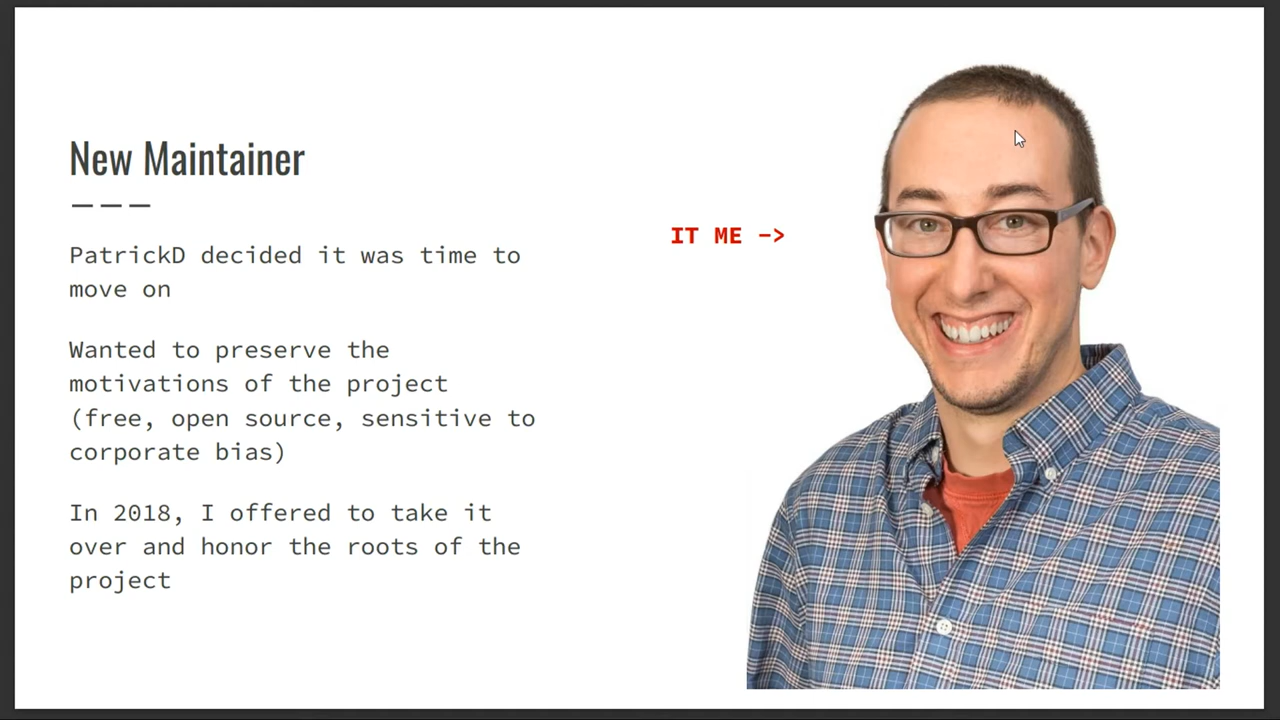 New Maintainer
PatrickD decided it was time to
move on
Wanted to preserve the
motivations of the project
(free, open source, sensitive to
corporate bias)
In 2018, I offered to take it
over and honor the roots of the
project
IT ME ->